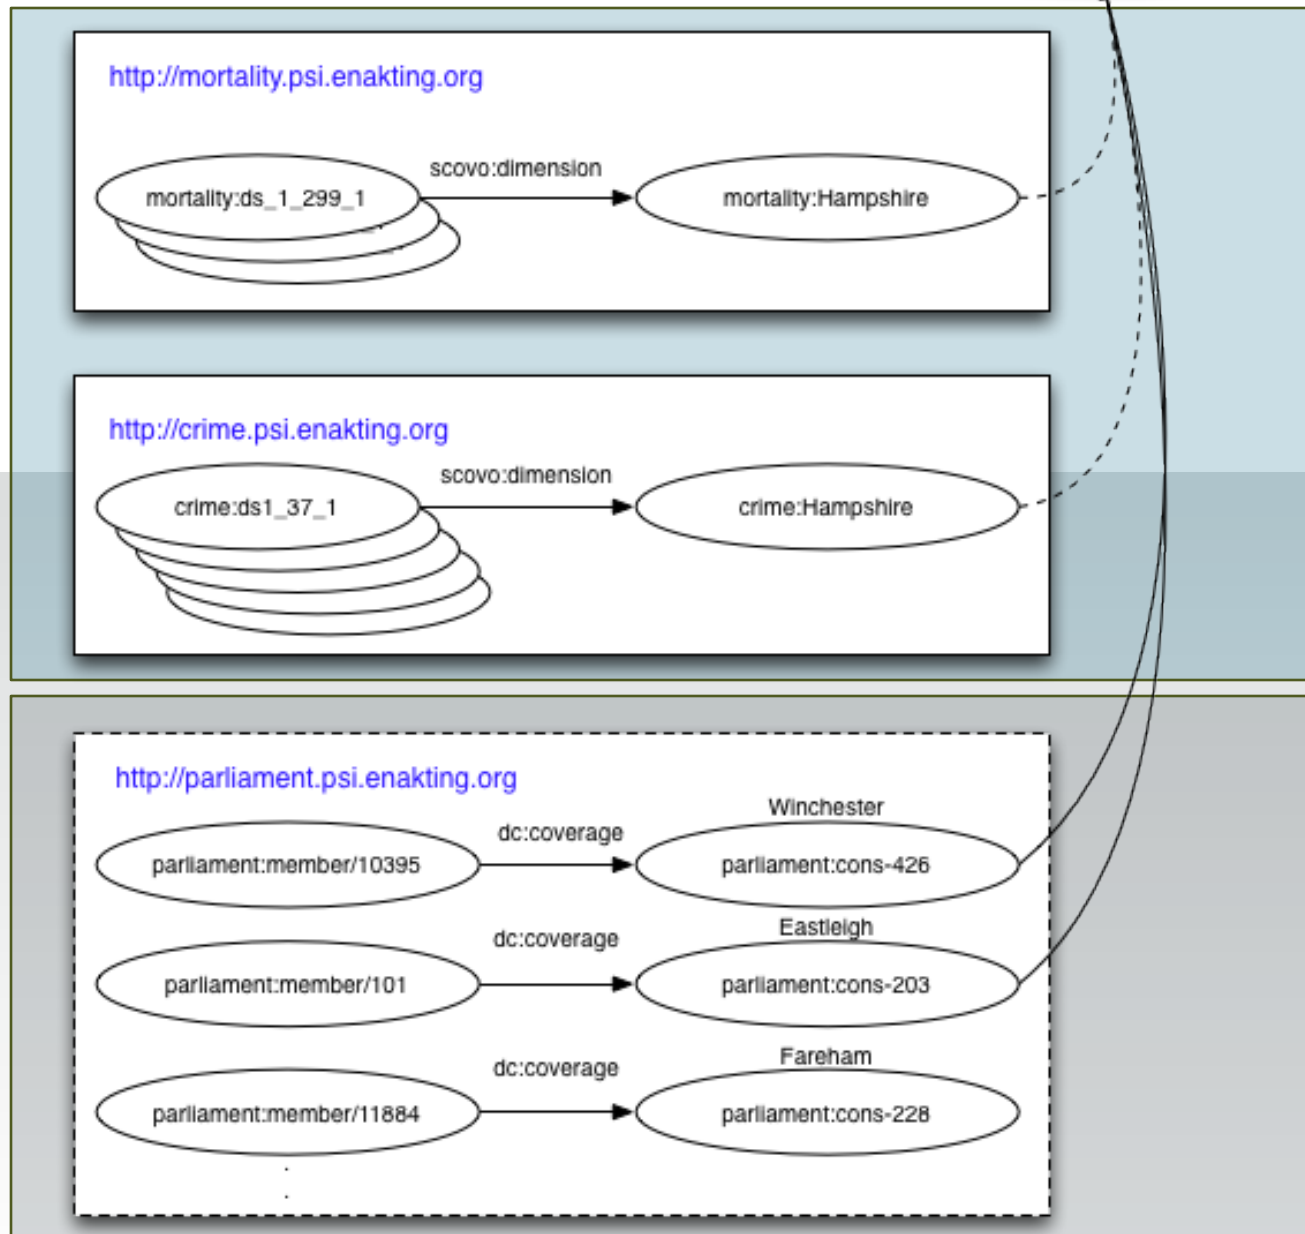 http://mortality.psi.enakting.org
scovo:dimension
mortality:ds_1_299_1
mortality:Hampshire
http://crime.psi.enakting.org
scovo:dimension
crime:ds1_37_1
crime:Hampshire
http://parliament.psi.enakting.org
Winchester
dc:coverage
parliament:member/10395
parliament:cons-426
Eastleigh
dc:coverage
parliament:member/101
parliament:cons-203
Fareham
dc:coverage
parliament:member/11884
parliament:cons-228
.
.